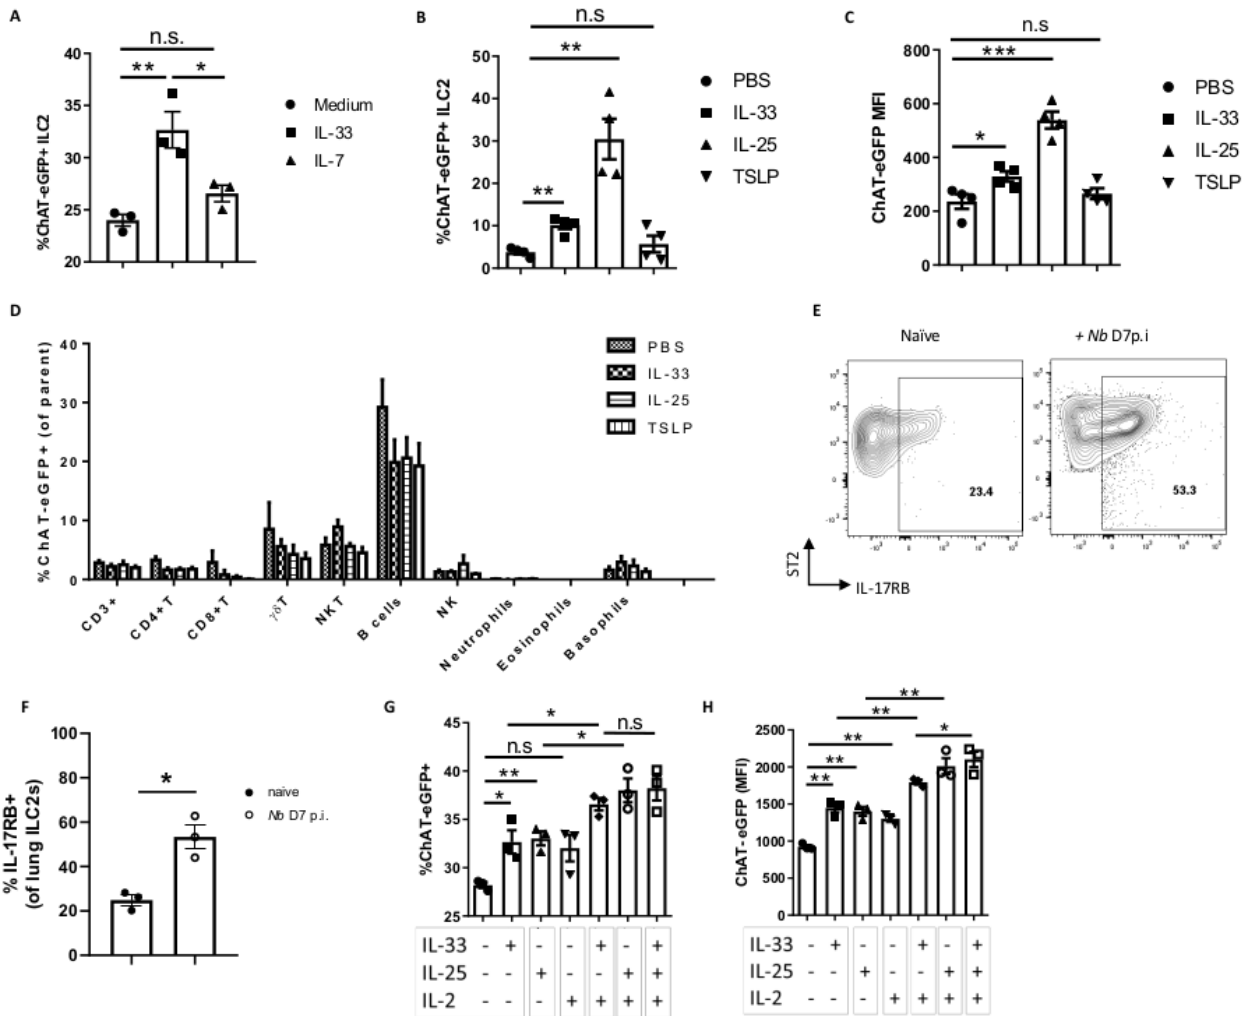 A
n.s.
**
*
%ChAT-eGFP+ ILC2
40
35
30
25
20
Medium
IL-33
IL-7
B
n.s
**
**
%ChAT-eGFP+ ILC2
50
40
30
20
10
0
PBS
IL-33
IL-25
TSLP
C
n.s
***
*
ChAT-eGFP MFI
800
600
400
200
0
PBS
IL-33
IL-25
TSLP
D
%ChAT-eGFP+ (of parent)
40
30
20
10
0
PBS
IL-33
IL-25
TSLP
CD3+
CD4+T
CD8+T
γδT
NKT
B cells
NK
Neutrophils
Eosinophils
Basophils
E
Naïve
+ Nb D7p.i
23.4
53.3
ST2
IL-17RB
F
% IL-17RB+
(of lung ILC2s)
100
80
60
40
20
0
*
naive
Nb D7 p.i.
G
%ChAT-eGFP+
45
40
35
30
25
*
n.s
n.s
*
**
*
IL-33 - + - - + - +
IL-25 - - + - - + +
IL-2 - - - + + + +
H
ChAT-eGFP (MFI)
2500
2000
1500
1000
500
0
**
**
*
**
**
**
IL-33 - + - - + - +
IL-25 - - + - - + +
IL-2 - - - + + + +